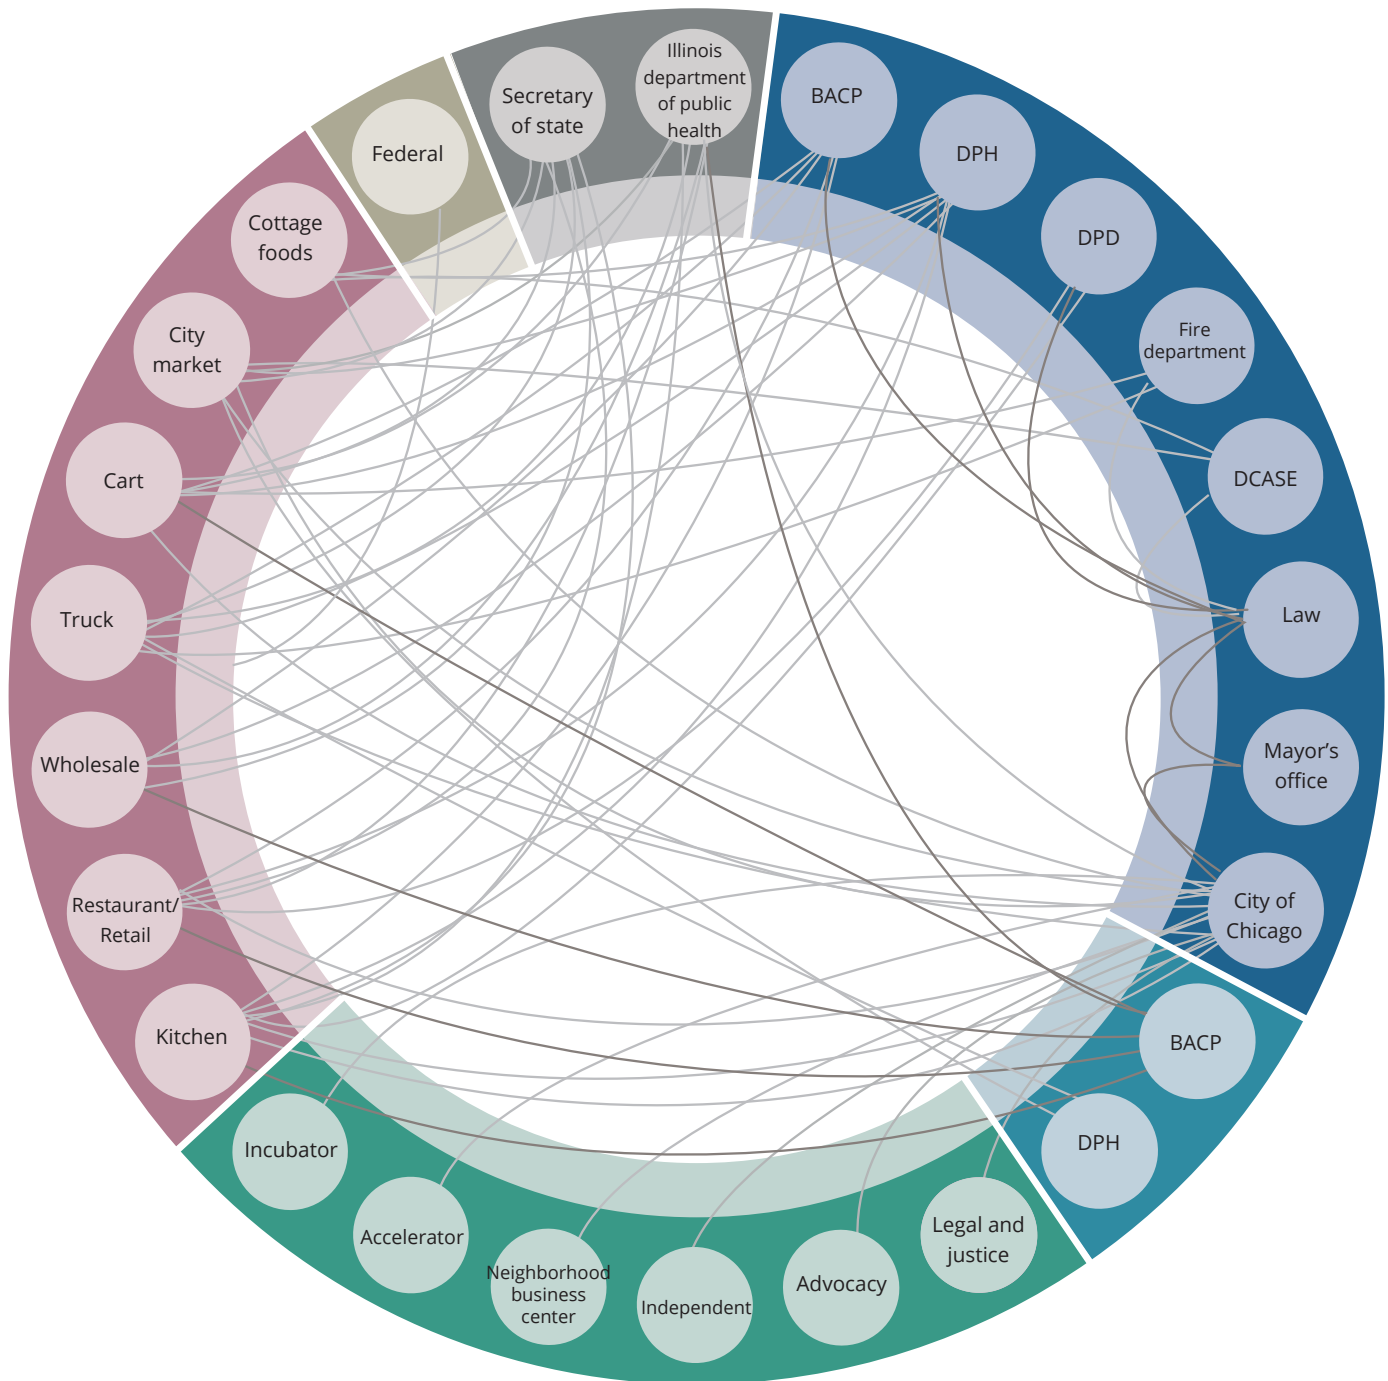 Illinois
department
of public
health
Secretary
of state
BACP
DPH
Federal
DPD
Cottage
foods
Fire
department
City
market
Cart
DCASE
Truck
Law
Wholesale
Mayor’s
office
Restaurant/
Retail
City of
Chicago
Kitchen
BACP
Incubator
DPH
Accelerator
Legal and
justice
Neighborhood
business
center
Independent
Advocacy